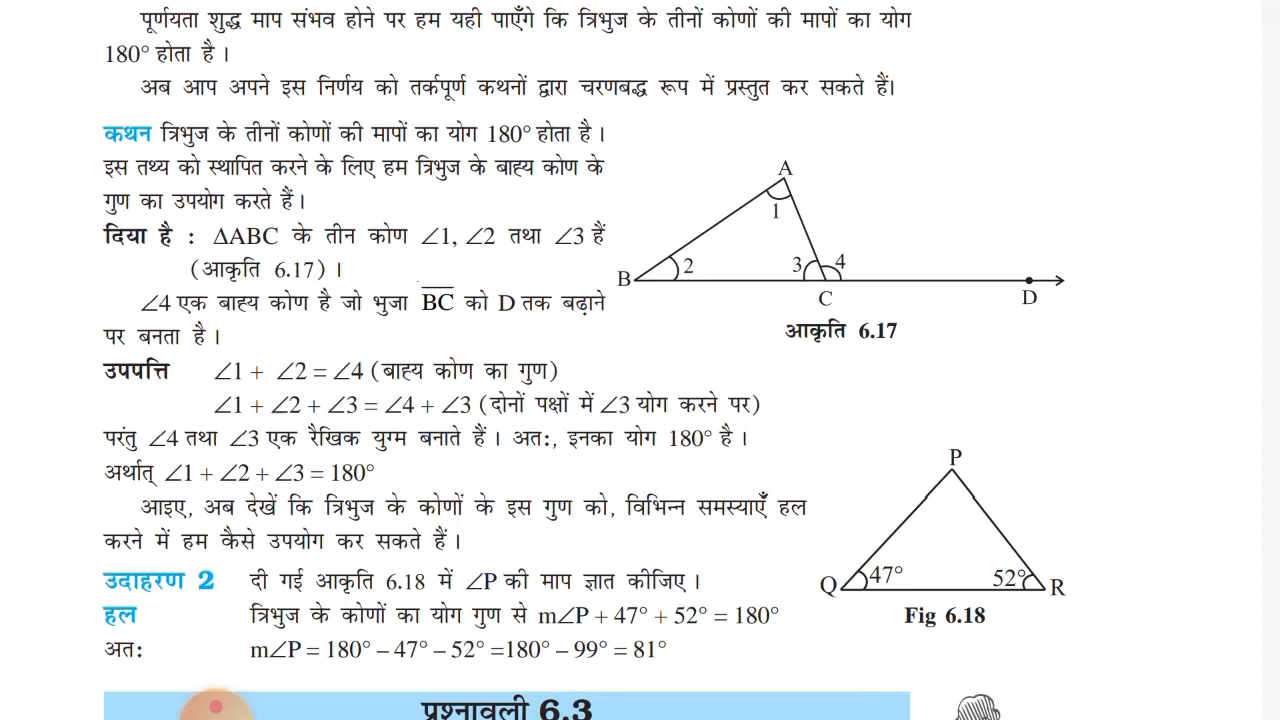 पूर्णयता शुद्ध माप संभव होने पर हम यही पाएँगे कि त्रिभुज के तीनों कोणों की मापों का योग
180° होता है।
अब आप अपने इस निर्णय को तर्कपूर्ण कथनों द्वारा चरणबद्ध रूप में प्रस्तुत कर सकते हैं।
कथन त्रिभुज के तीनों कोणों की मापों का योग 180° होता है।
इस तथ्य को स्थापित करने के लिए हम त्रिभुज के बाह्य कोण के
गुण का उपयोग करते हैं।
दिया है : ΔABC के तीन कोण ∠1, ∠2 तथा ∠3 हैं
(आकृति 6.17)।
∠4 एक बाह्य कोण है जो भुजा B̅C̅ को D तक बढ़ाने
पर बनता है।
A
1
B
2
3
4
C
D
आकृति 6.17
उपपत्ति ∠1 + ∠2 = ∠4 (बाह्य कोण का गुण)
∠1 + ∠2 + ∠3 = ∠4 + ∠3 (दोनों पक्षों में ∠3 योग करने पर)
परंतु ∠4 तथा ∠3 एक रैखिक युग्म बनाते हैं। अत:, इनका योग 180° है।
अर्थात् ∠1 + ∠2 + ∠3 = 180°
आइए, अब देखें कि त्रिभुज के कोणों के इस गुण को, विभिन्न समस्याएँ हल
करने में हम कैसे उपयोग कर सकते हैं।
उदाहरण 2 दी गई आकृति 6.18 में ∠P की माप ज्ञात कीजिए।
हल त्रिभुज के कोणों का योग गुण से m∠P + 47° + 52° = 180°
अत: m∠P = 180° – 47° – 52° =180° – 99° = 81°
P
Q
47°
52°
R
Fig 6.18
प्रश्नावली 6.3